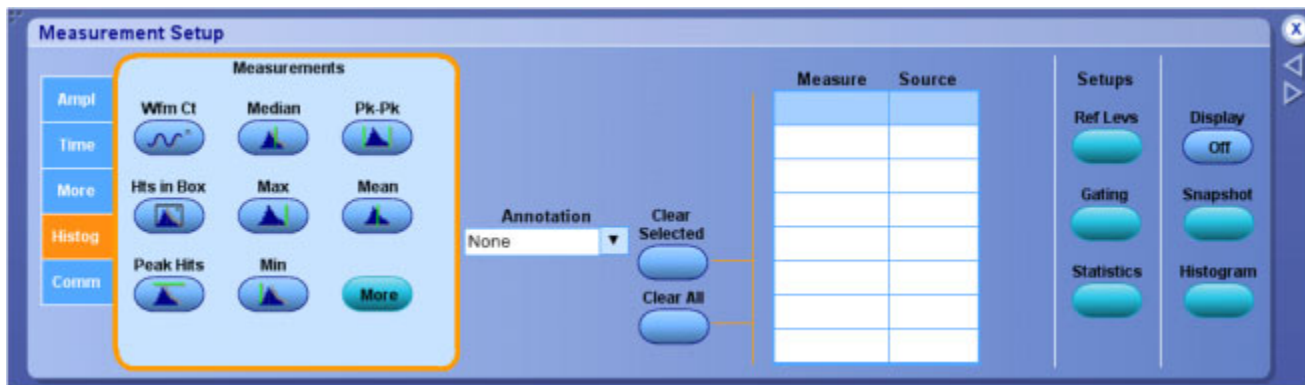 Measurement Setup
X
Measurements
Measure Source
Setups
Ampl
Wfm Ct Median Pk-Pk
Ref Levs Display
Off
Time
More
Hts in Box Max Mean
Gating Snapshot
Annotation
Clear
Selected
None
Histog
Peak Hits Min
Statistics Histogram
Comm
More
Clear All